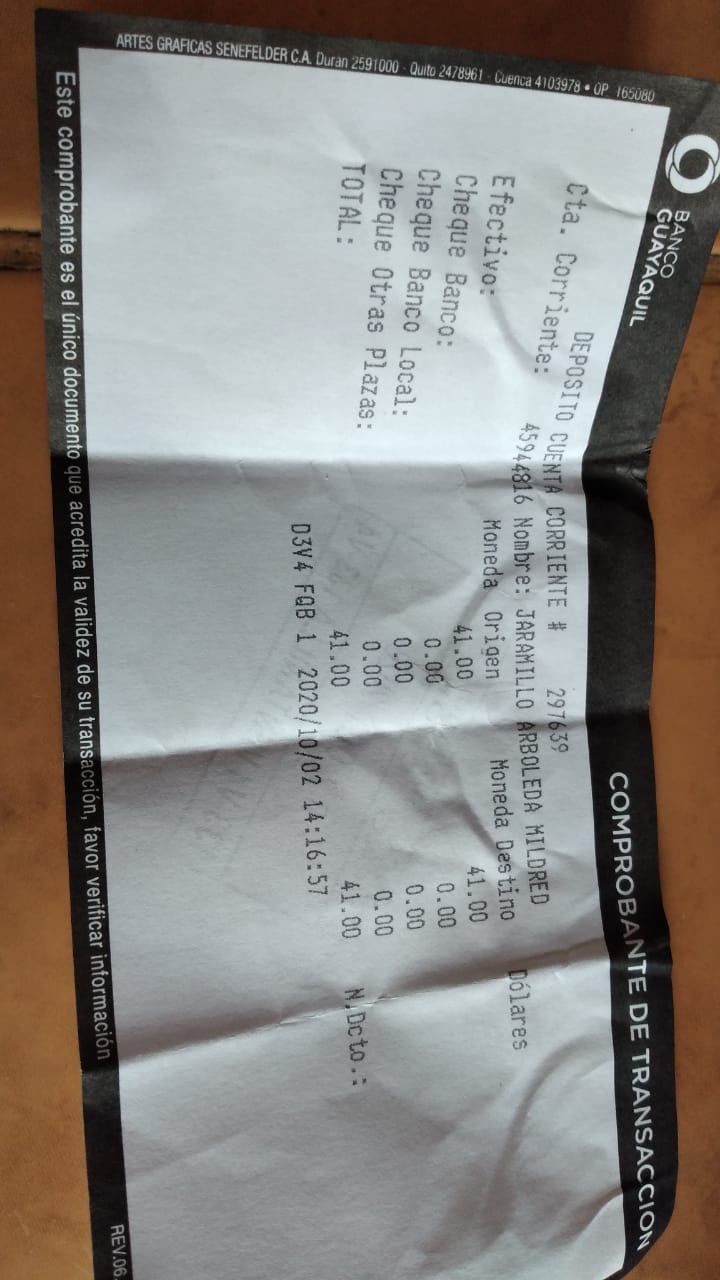 BANCO
GUAYAQUIL
COMPROBANTE DE TRANSACCION
DEPOSITO CUENTA CORRIENTE # 297639
Cta. Corriente: 45944816 Nombre: JARAMILLO ARBOLEDA MILDRED
Moneda Origen Moneda Destino Dólares
Efectivo: 41.00 41.00
Cheque Banco: 0.00 0.00
Cheque Banco Local: 0.00 0.00
Cheque Otras Plazas: 0.00 0.00
TOTAL: 41.00 41.00 N.Dcto.:
D3V4 FQB 1 2020/10/02 14:16:57
Este comprobante es el único documento que acredita la validez de su transacción, favor verificar información
REV.06.
ARTES GRAFICAS SENEFELDER C.A. Duran 2591000 - Quito 2478961 - Cuenca 4103978 • OP 165080